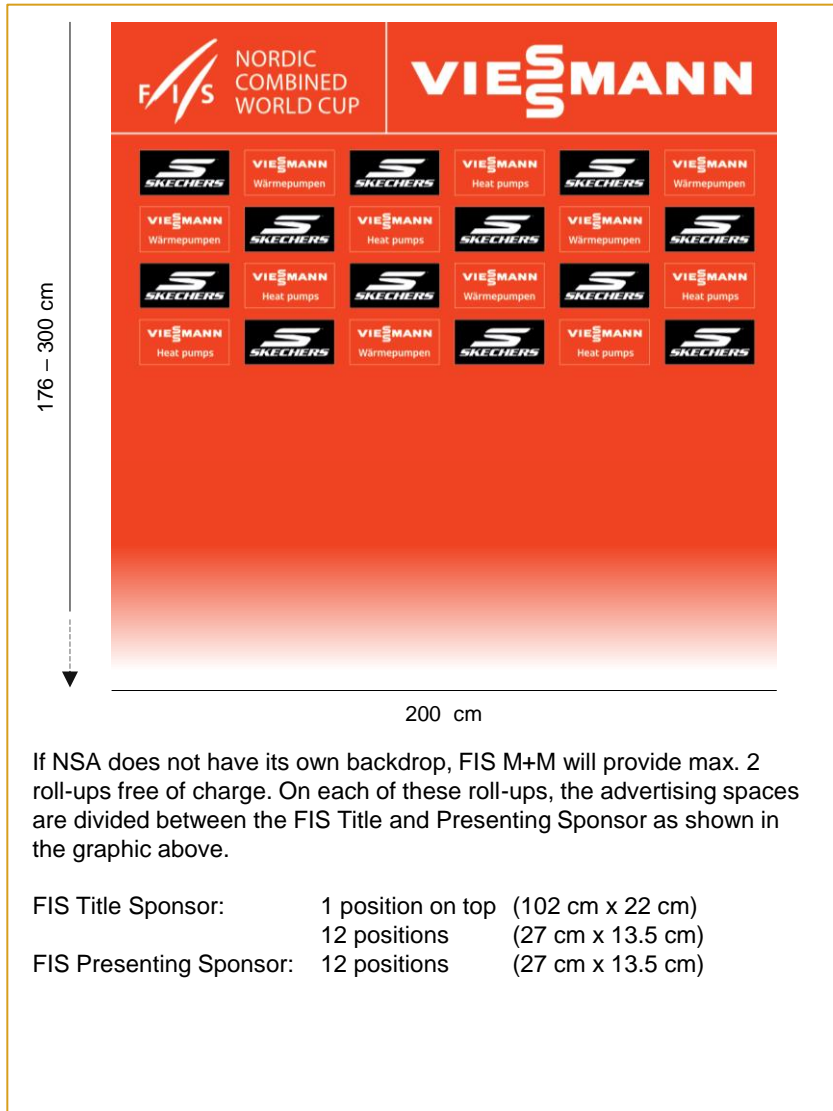 FIS
NORDIC
COMBINED
WORLD CUP
VIESSMANN
SKECHERS
VIESSMANN
Wärmepumpen
SKECHERS
VIESSMANN
Heat pumps
SKECHERS
VIESSMANN
Wärmepumpen
VIESSMANN
Wärmepumpen
SKECHERS
VIESSMANN
Heat pumps
SKECHERS
VIESSMANN
Wärmepumpen
SKECHERS
SKECHERS
VIESSMANN
Heat pumps
SKECHERS
VIESSMANN
Wärmepumpen
SKECHERS
VIESSMANN
Heat pumps
VIESSMANN
Heat pumps
SKECHERS
VIESSMANN
Wärmepumpen
SKECHERS
VIESSMANN
Heat pumps
SKECHERS
176 – 300 cm
200 cm
If NSA does not have its own backdrop, FIS M+M will provide max. 2
roll-ups free of charge. On each of these roll-ups, the advertising spaces
are divided between the FIS Title and Presenting Sponsor as shown in
the graphic above.
FIS Title Sponsor: 1 position on top (102 cm x 22 cm)
12 positions (27 cm x 13.5 cm)
FIS Presenting Sponsor: 12 positions (27 cm x 13.5 cm)